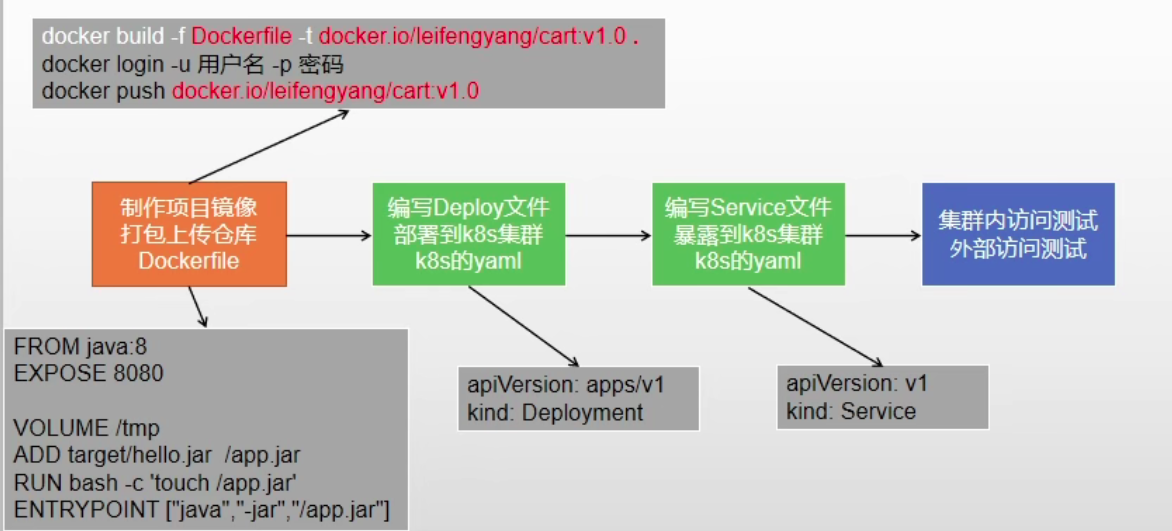 docker build -f Dockerfile -t docker.io/leifengyang/cart:v1.0 .
docker login -u 用户名 -p 密码
docker push docker.io/leifengyang/cart:v1.0
制作项目镜像
打包上传仓库
Dockerfile
编写Deploy文件
部署到k8s集群
k8s的yaml
编写Service文件
暴露到k8s集群
k8s的yaml
集群内访问测试
外部访问测试
FROM java:8
EXPOSE 8080
VOLUME /tmp
ADD target/hello.jar  /app.jar
RUN bash -c 'touch /app.jar'
ENTRYPOINT ["java","-jar","/app.jar"]
apiVersion: apps/v1
kind: Deployment
apiVersion: v1
kind: Service